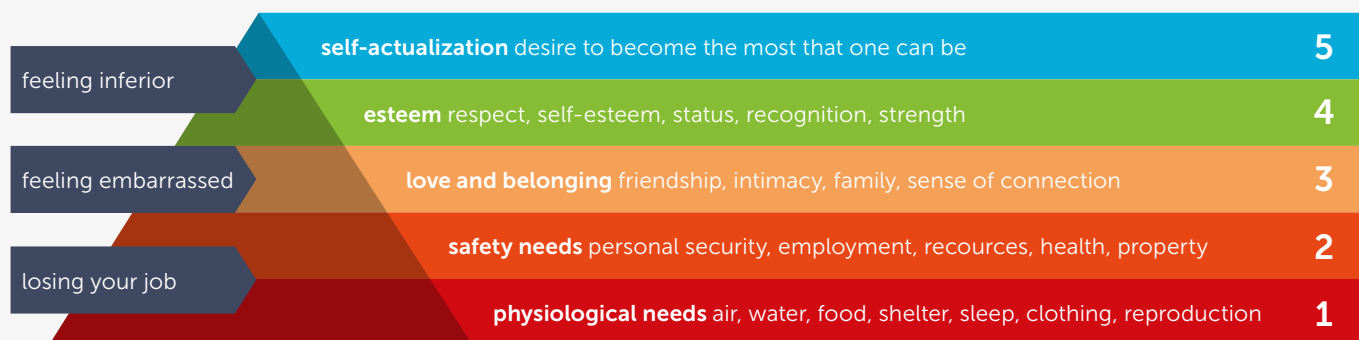 self-actualization desire to become the most that one can be 5
feeling inferior
esteem respect, self-esteem, status, recognition, strength 4
feeling embarrassed
love and belonging friendship, intimacy, family, sense of connection 3
safety needs personal security, employment, recources, health, property 2
losing your job
physiological needs air, water, food, shelter, sleep, clothing, reproduction 1